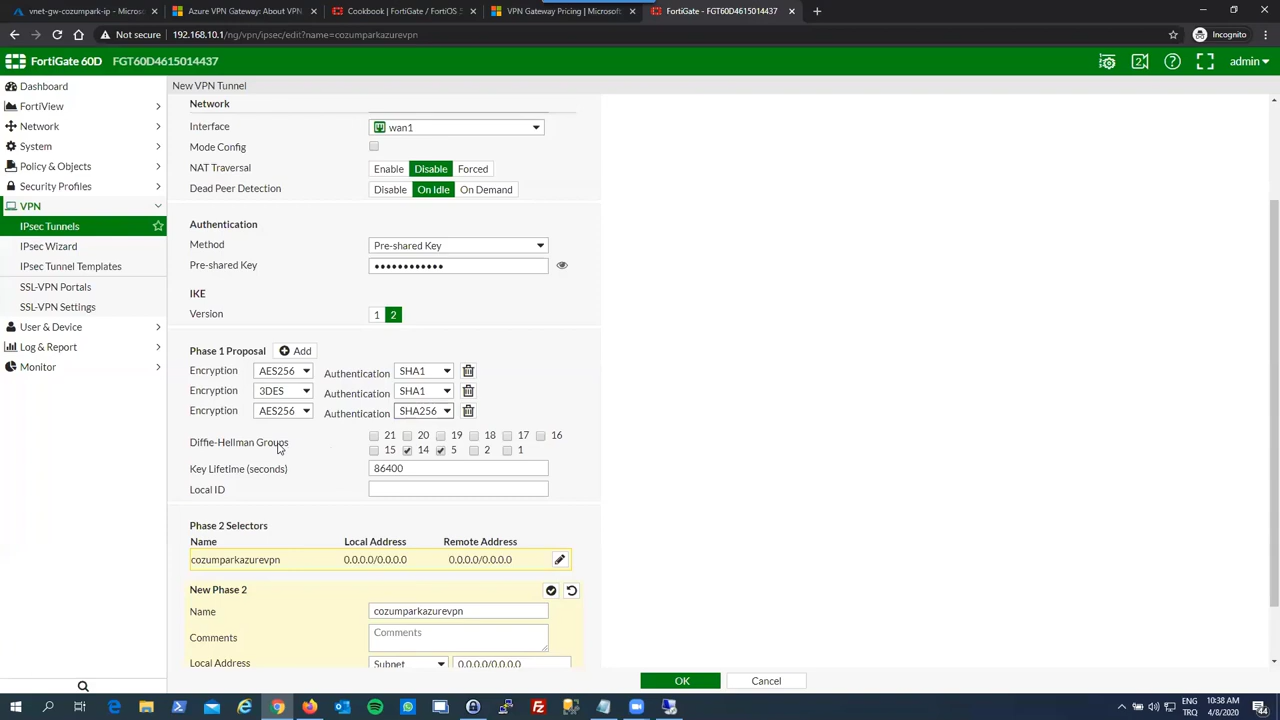 vnet-gw-cozumpark-ip - Microso
Azure VPN Gateway: About VPN
Cookbook | FortiGate / FortiOS
VPN Gateway Pricing | Microsoft
FortiGate - FGT60D4615014437
Not secure 192.168.10.1/ng/vpn/ipsec/edit?name=cozumparkazurevpn Incognito
FortiGate 60D FGT60D4615014437 admin
Dashboard
FortiView
Network
System
Policy & Objects
Security Profiles
VPN
IPsec Tunnels
IPsec Wizard
IPsec Tunnel Templates
SSL-VPN Portals
SSL-VPN Settings
User & Device
Log & Report
Monitor
New VPN Tunnel
Network
Interface wan1
Mode Config
NAT Traversal Enable Disable Forced
Dead Peer Detection Disable On Idle On Demand
Authentication
Method Pre-shared Key
Pre-shared Key ••••••••••••
IKE
Version 1 2
Phase 1 Proposal Add
Encryption AES256 Authentication SHA1
Encryption 3DES Authentication SHA1
Encryption AES256 Authentication SHA256
Diffie-Hellman Groups 21 20 19 18 17 16
15 14 5 2 1
Key Lifetime (seconds) 86400
Local ID
Phase 2 Selectors
Name Local Address Remote Address
cozumparkazurevpn 0.0.0.0/0.0.0.0 0.0.0.0/0.0.0.0
New Phase 2
Name cozumparkazurevpn
Comments Comments
Local Address Subnet 0.0.0.0/0.0.0.0
OK Cancel
ENG 10:38 AM
TRQ 4/8/2020
44